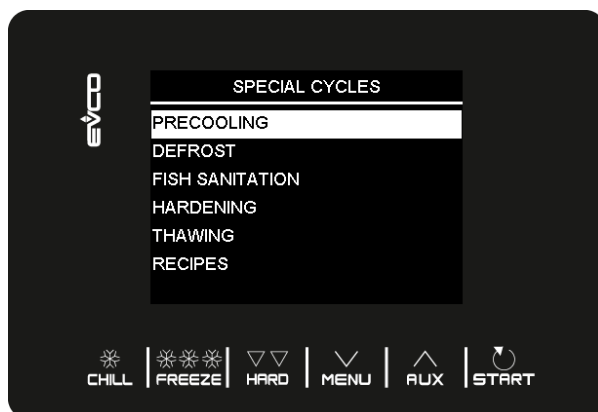 EVCO
SPECIAL CYCLES
PRECOOLING
DEFROST
FISH SANITATION
HARDENING
THAWING
RECIPES
CHILL FREEZE HARD MENU AUX START